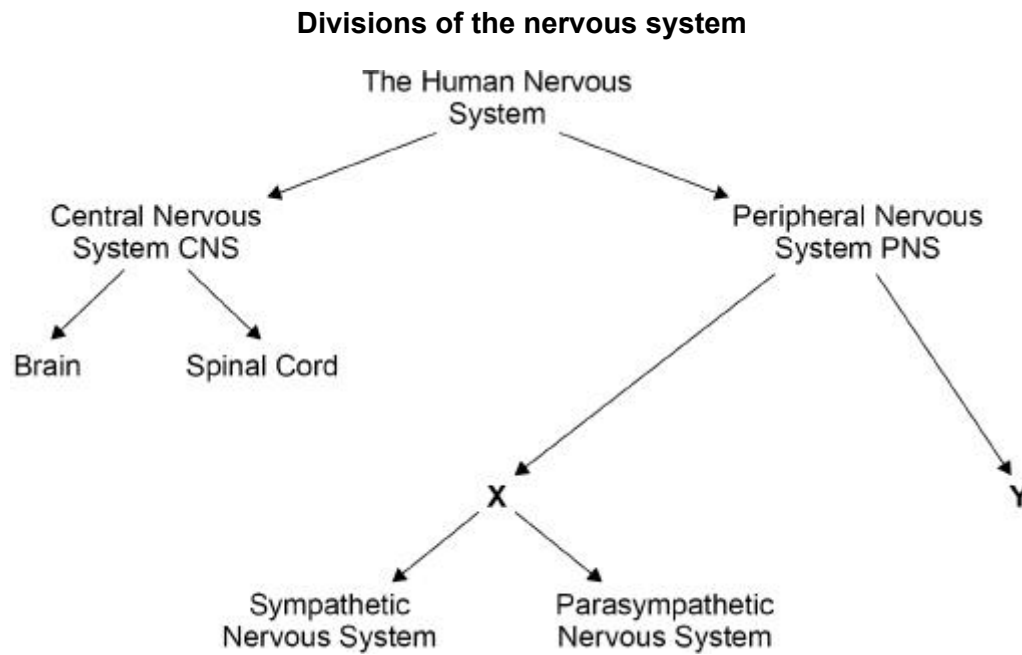 Divisions of the nervous system
The Human Nervous
System
Central Nervous
System CNS
Peripheral Nervous
System PNS
Brain
Spinal Cord
X
Y
Sympathetic
Nervous System
Parasympathetic
Nervous System